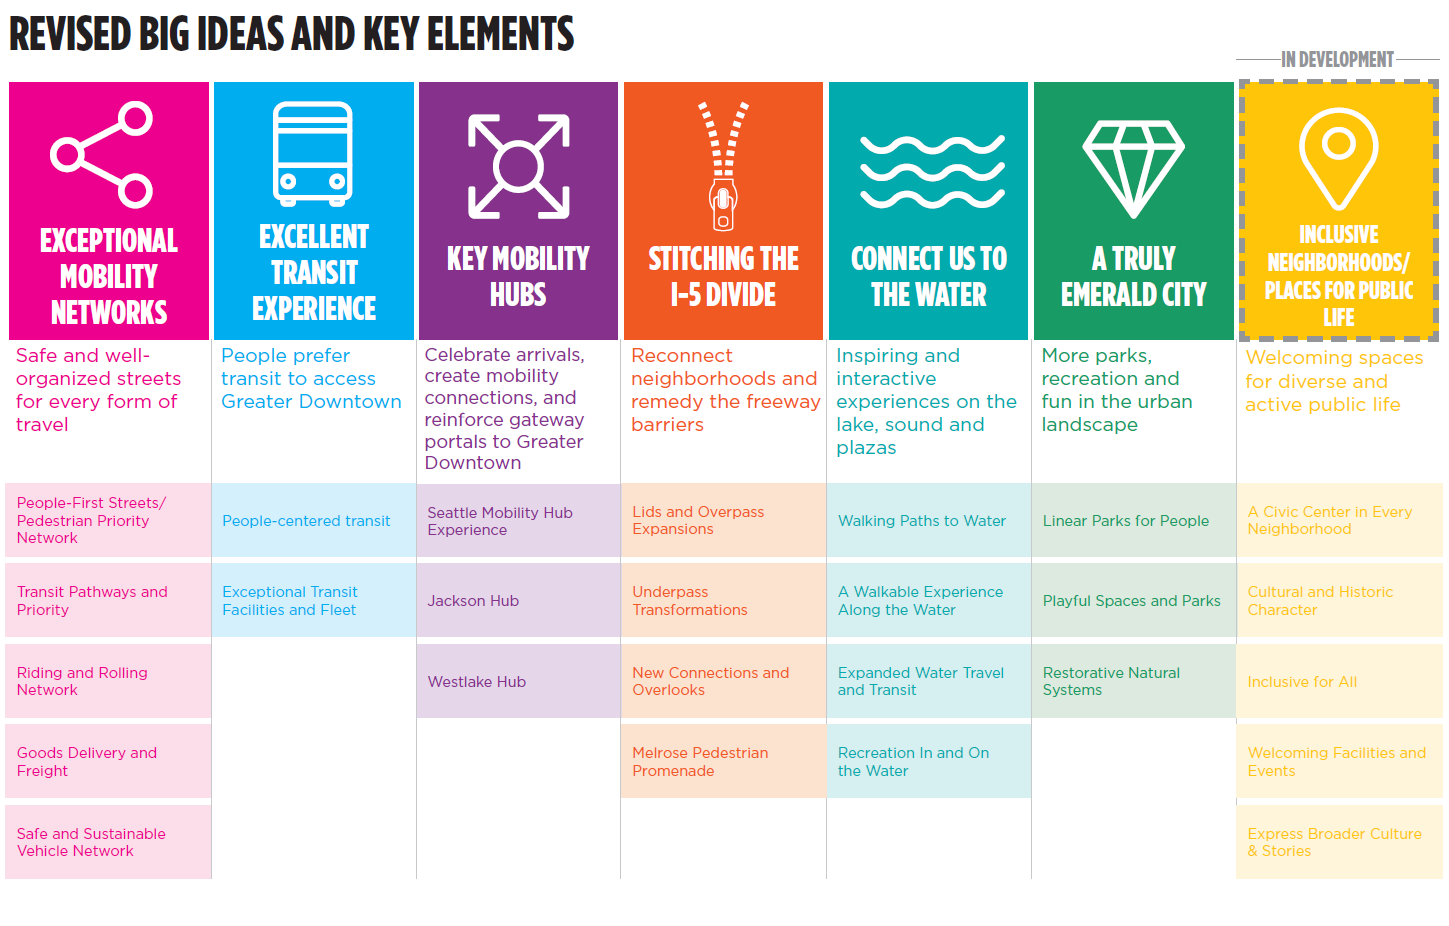 REVISED BIG IDEAS AND KEY ELEMENTS
IN DEVELOPMENT
EXCEPTIONAL
MOBILITY
NETWORKS
Safe and well-
organized streets
for every form of
travel
People-First Streets/
Pedestrian Priority
Network
Transit Pathways and
Priority
Riding and Rolling
Network
Goods Delivery and
Freight
Safe and Sustainable
Vehicle Network
EXCELLENT
TRANSIT
EXPERIENCE
People prefer
transit to access
Greater Downtown
People-centered transit
Exceptional Transit
Facilities and Fleet
KEY MOBILITY
HUBS
Celebrate arrivals,
create mobility
connections, and
reinforce gateway
portals to Greater
Downtown
Seattle Mobility Hub
Experience
Jackson Hub
Westlake Hub
STITCHING THE
I-5 DIVIDE
Reconnect
neighborhoods and
remedy the freeway
barriers
Lids and Overpass
Expansions
Underpass
Transformations
New Connections and
Overlooks
Melrose Pedestrian
Promenade
CONNECT US TO
THE WATER
Inspiring and
interactive
experiences on the
lake, sound and
plazas
Walking Paths to Water
A Walkable Experience
Along the Water
Expanded Water Travel
and Transit
Recreation In and On
the Water
A TRULY
EMERALD CITY
More parks,
recreation and
fun in the urban
landscape
Linear Parks for People
Playful Spaces and Parks
Restorative Natural
Systems
INCLUSIVE
NEIGHBORHOODS/
PLACES FOR PUBLIC
LIFE
Welcoming spaces
for diverse and
active public life
A Civic Center in Every
Neighborhood
Cultural and Historic
Character
Inclusive for All
Welcoming Facilities and
Events
Express Broader Culture
& Stories